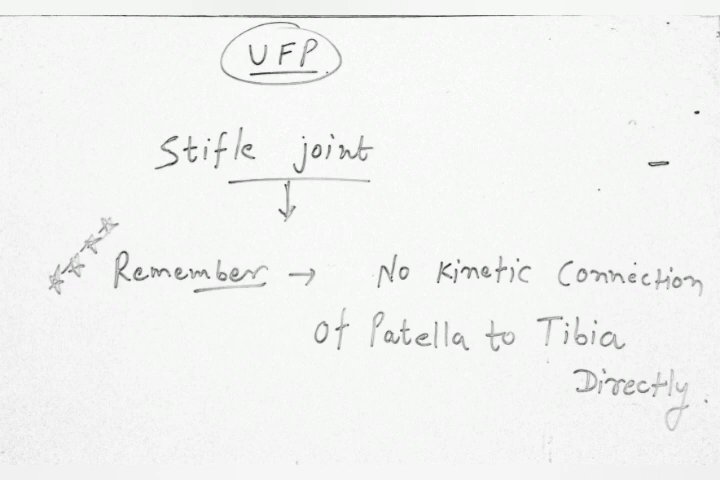 UFP.
Stifle joint
↓
Remember → No Kinetic Connection
Of Patella to Tibia
Directly.